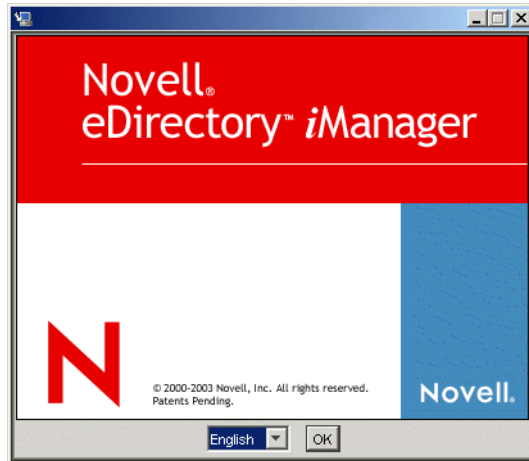 Novell®
eDirectory™ iManager
N
© 2000-2003 Novell, Inc. All rights reserved.
Patents Pending.
Novell®
English
OK